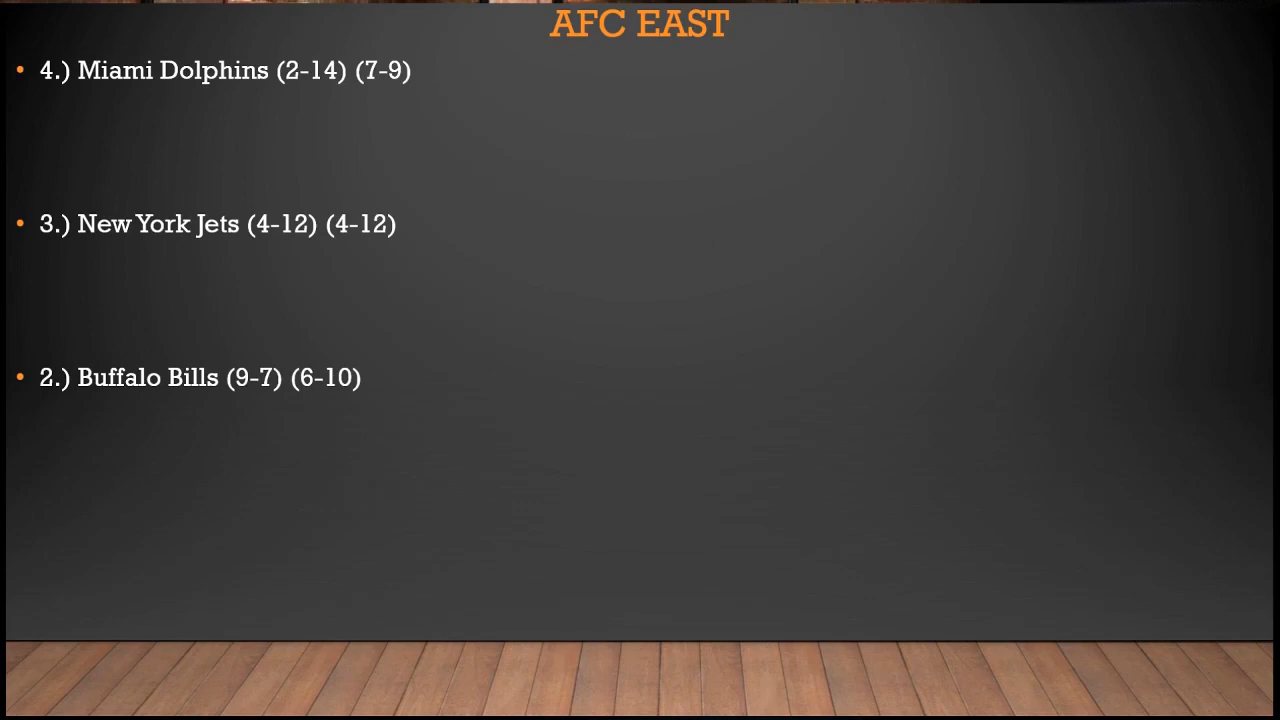 AFC EAST
• 4.) Miami Dolphins (2-14) (7-9)
• 3.) New York Jets (4-12) (4-12)
• 2.) Buffalo Bills (9-7) (6-10)